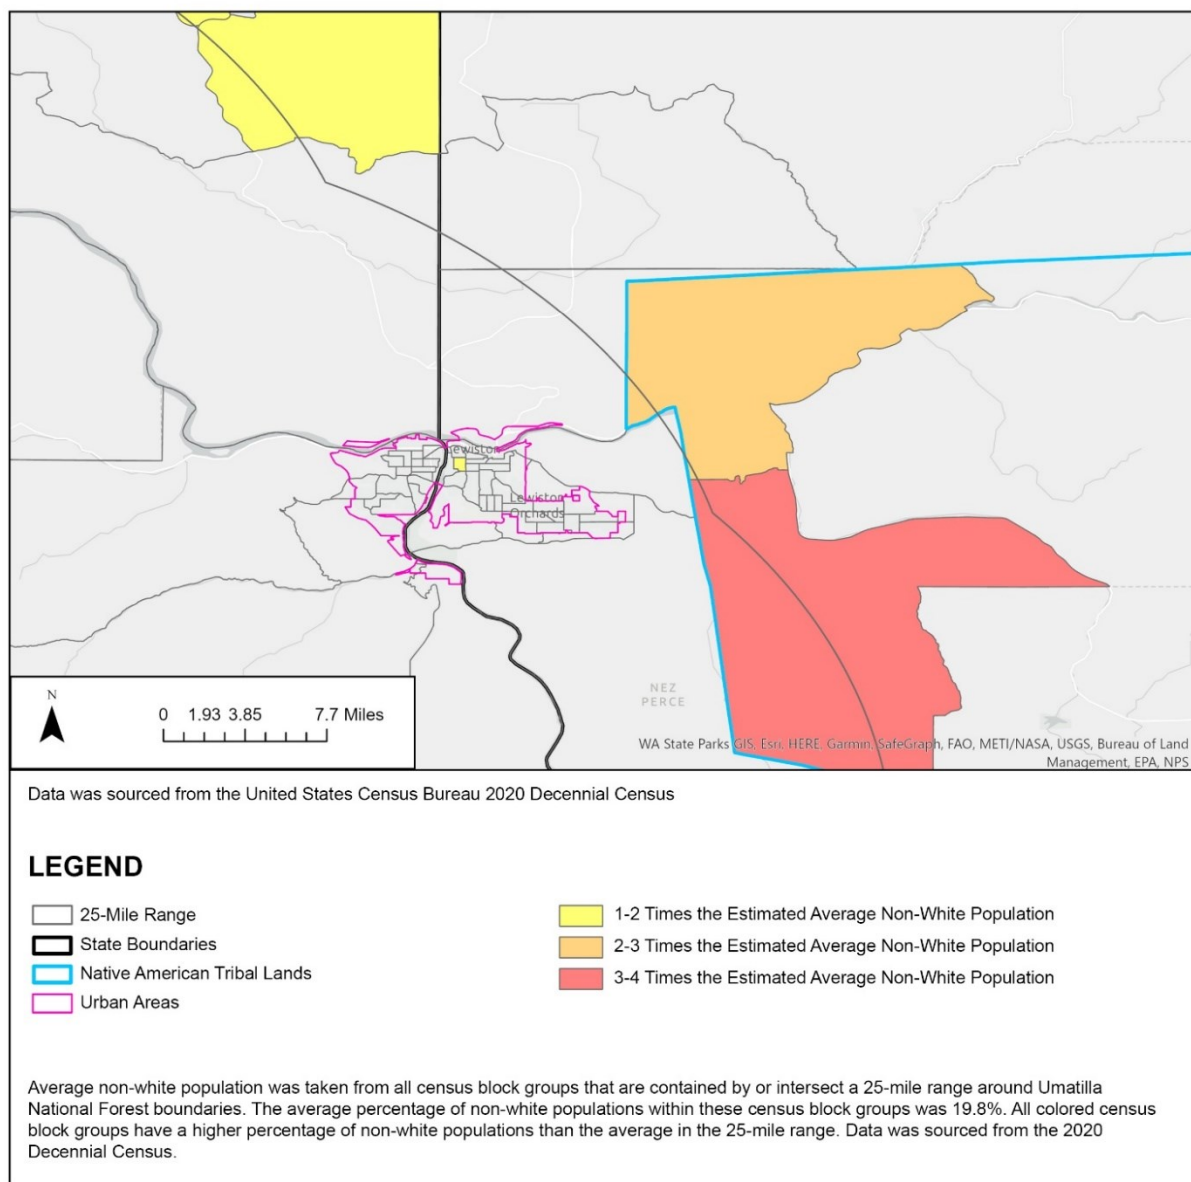 Lewiston
Lewiston
Orchards
NEZ
PERCE
N
0 1.93 3.85 7.7 Miles
WA State Parks GIS, Esri, HERE, Garmin, SafeGraph, FAO, METI/NASA, USGS, Bureau of Land
Management, EPA, NPS
Data was sourced from the United States Census Bureau 2020 Decennial Census
LEGEND
25-Mile Range
State Boundaries
Native American Tribal Lands
Urban Areas
1-2 Times the Estimated Average Non-White Population
2-3 Times the Estimated Average Non-White Population
3-4 Times the Estimated Average Non-White Population
Average non-white population was taken from all census block groups that are contained by or intersect a 25-mile range around Umatilla
National Forest boundaries. The average percentage of non-white populations within these census block groups was 19.8%. All colored census
block groups have a higher percentage of non-white populations than the average in the 25-mile range. Data was sourced from the 2020
Decennial Census.